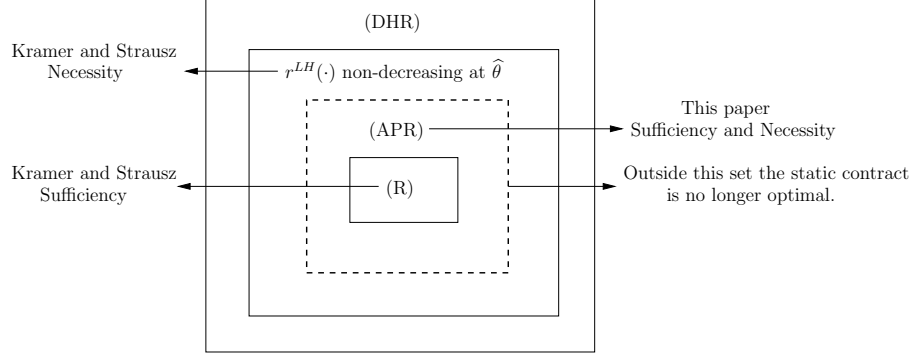 (DHR)
Kramer and Strausz
Necessity
r^{LH}(·) non-decreasing at \hat{θ}
This paper
Sufficiency and Necessity
(APR)
Kramer and Strausz
Sufficiency
(R)
Outside this set the static contract
is no longer optimal.